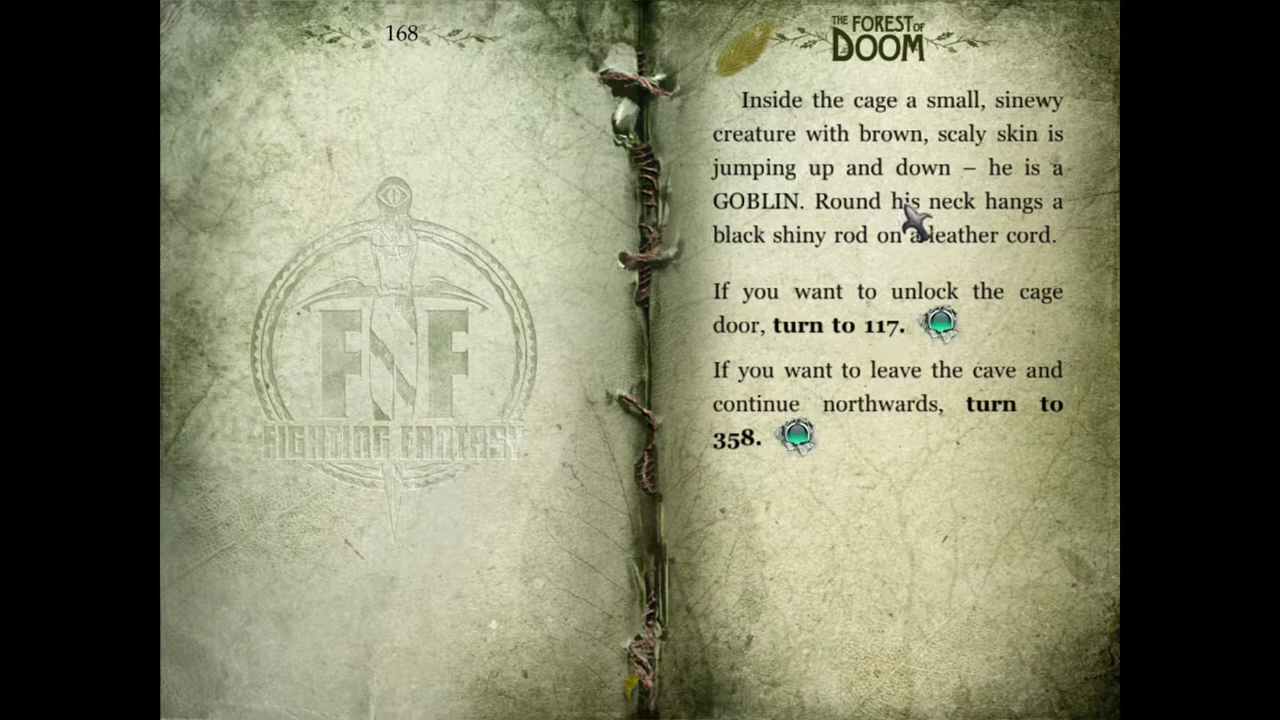 168
THE FOREST OF
DOOM
Inside the cage a small, sinewy
creature with brown, scaly skin is
jumping up and down – he is a
GOBLIN. Round his neck hangs a
black shiny rod on a leather cord.
If you want to unlock the cage
door, turn to 117.
If you want to leave the cave and
continue northwards, turn to
358.
FF
FIGHTING FANTASY